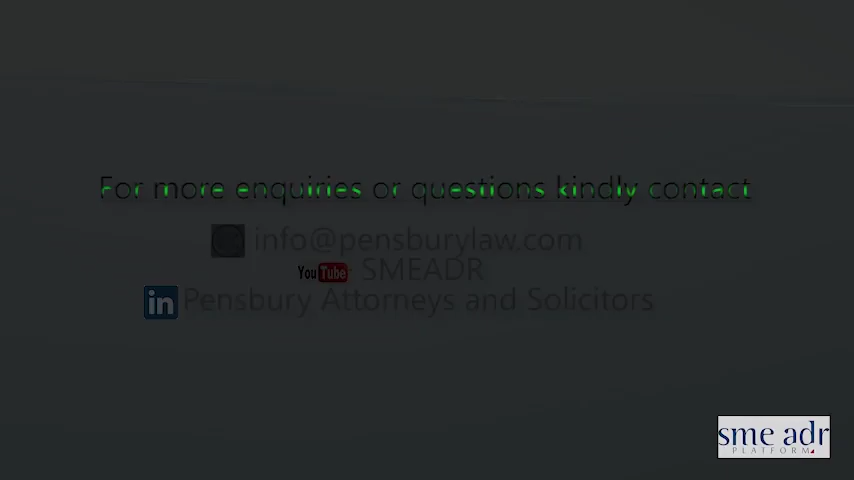 For more enquiries or questions kindly contact
info@pensburylaw.com
YouTube SMEADR
in Pensbury Attorneys and Solicitors
sme adr
PLATFORM